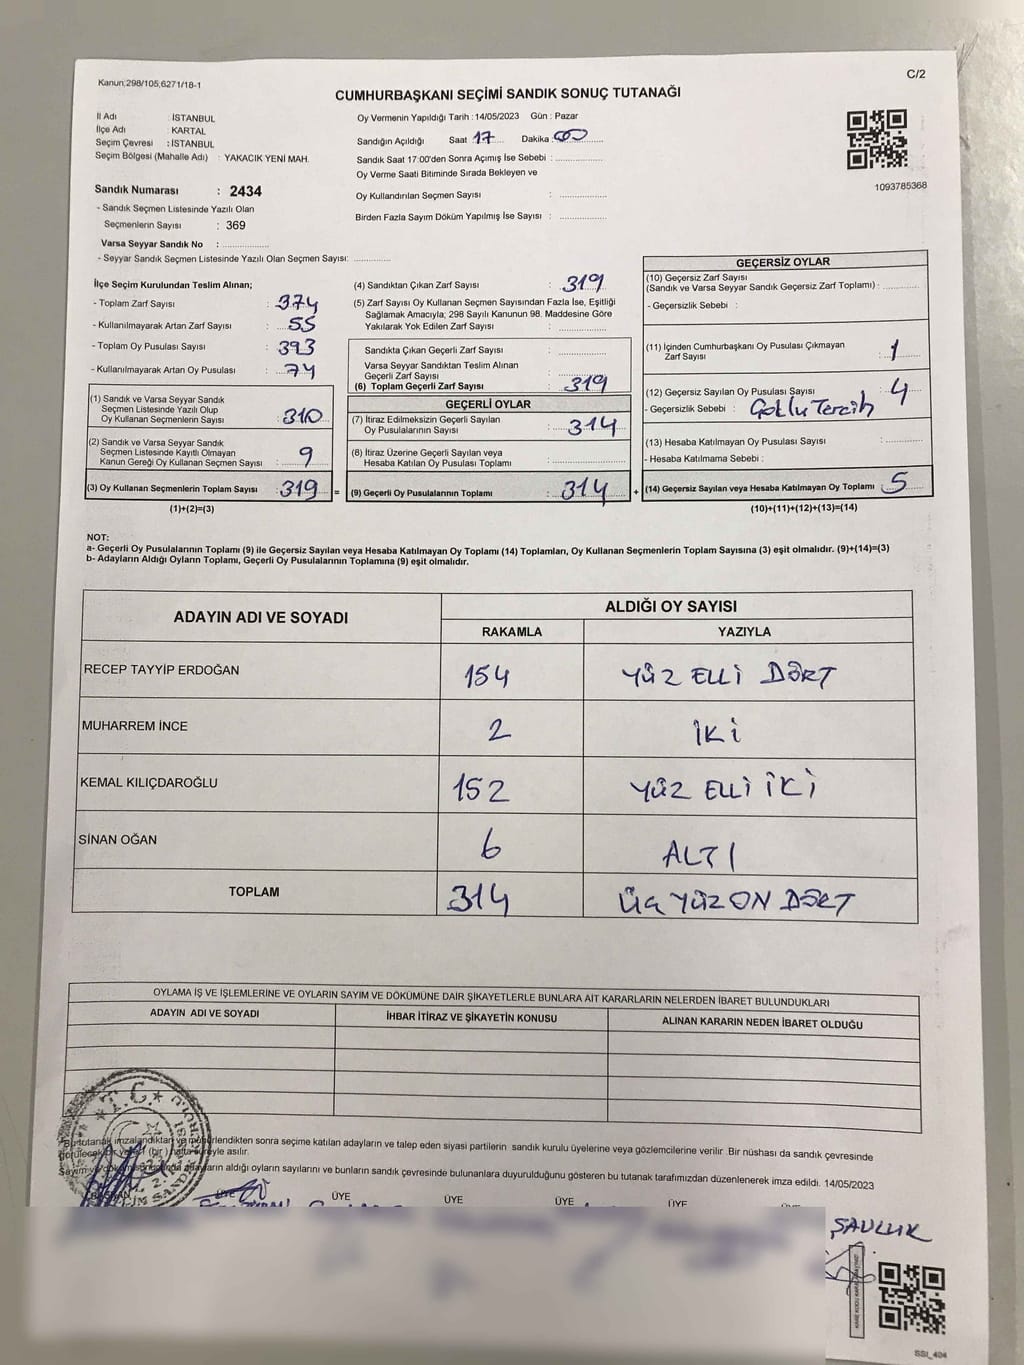 Kanun:298/105,6271/18-1
C/2
CUMHURBAŞKANI SEÇİMİ SANDIK SONUÇ TUTANAĞI
İl Adı : İSTANBUL
İlçe Adı : KARTAL
Seçim Çevresi : İSTANBUL
Seçim Bölgesi (Mahalle Adı) : YAKACIK YENİ MAH.
Sandık Numarası : 2434
- Sandık Seçmen Listesinde Yazılı Olan
Seçmenlerin Sayısı : 369
Varsa Seyyar Sandık No : ....................
- Seyyar Sandık Seçmen Listesinde Yazılı Olan Seçmen Sayısı: ...............
Oy Vermenin Yapıldığı Tarih : 14/05/2023 Gün : Pazar
Sandığın Açıldığı Saat 17 Dakika 00
Sandık Saat 17:00'den Sonra Açılmış İse Sebebi : ....................
Oy Verme Saati Bitiminde Sırada Bekleyen ve
Oy Kullandırılan Seçmen Sayısı : ....................
Birden Fazla Sayım Döküm Yapılmış İse Sayısı : ....................
1093785368
İlçe Seçim Kurulundan Teslim Alınan;
- Toplam Zarf Sayısı : 374
- Kullanılmayarak Artan Zarf Sayısı : 55
- Toplam Oy Pusulası Sayısı : 393
- Kullanılmayarak Artan Oy Pusulası : 74
(1) Sandık ve Varsa Seyyar Sandık
Seçmen Listesinde Yazılı Olup
Oy Kullanan Seçmenlerin Sayısı : 310
(2) Sandık ve Varsa Seyyar Sandık
Seçmen Listesinde Kayıtlı Olmayan
Kanun Gereği Oy Kullanan Seçmen Sayısı : 9
(3) Oy Kullanan Seçmenlerin Toplam Sayısı : 319 =
(1)+(2)=(3)
(4) Sandıktan Çıkan Zarf Sayısı : 319
(5) Zarf Sayısı Oy Kullanan Seçmen Sayısından Fazla İse, Eşitliği
Sağlamak Amacıyla; 298 Sayılı Kanunun 98. Maddesine Göre
Yakılarak Yok Edilen Zarf Sayısı : ....................
Sandıkta Çıkan Geçerli Zarf Sayısı : ....................
Varsa Seyyar Sandıktan Teslim Alınan
Geçerli Zarf Sayısı : ....................
(6) Toplam Geçerli Zarf Sayısı : 319
GEÇERLİ OYLAR
(7) İtiraz Edilmeksizin Geçerli Sayılan
Oy Pusulalarının Sayısı : 314
(8) İtiraz Üzerine Geçerli Sayılan veya
Hesaba Katılan Oy Pusulası Toplamı : ....................
(9) Geçerli Oy Pusulalarının Toplamı : 314 +
GEÇERSİZ OYLAR
(10) Geçersiz Zarf Sayısı
(Sandık ve Varsa Seyyar Sandık Geçersiz Zarf Toplamı) : ...............
- Geçersizlik Sebebi :
(11) İçinden Cumhurbaşkanı Oy Pusulası Çıkmayan
Zarf Sayısı : 1
(12) Geçersiz Sayılan Oy Pusulası Sayısı : 4
- Geçersizlik Sebebi : Çoklu Tercih
(13) Hesaba Katılmayan Oy Pusulası Sayısı : ...............
- Hesaba Katılmama Sebebi :
(14) Geçersiz Sayılan veya Hesaba Katılmayan Oy Toplamı : 5
(10)+(11)+(12)+(13)=(14)
NOT:
a- Geçerli Oy Pusulalarının Toplamı (9) ile Geçersiz Sayılan veya Hesaba Katılmayan Oy Toplamı (14) Toplamları, Oy Kullanan Seçmenlerin Toplam Sayısına (3) eşit olmalıdır. (9)+(14)=(3)
b- Adayların Aldığı Oyların Toplamı, Geçerli Oy Pusulalarının Toplamına (9) eşit olmalıdır.
ADAYIN ADI VE SOYADI ALDIĞI OY SAYISI
RAKAMLA YAZIYLA
RECEP TAYYİP ERDOĞAN 154 YÜZ ELLİ DÖRT
MUHARREM İNCE 2 İKİ
KEMAL KILIÇDAROĞLU 152 YÜZ ELLİ İKİ
SİNAN OĞAN 6 ALTI
TOPLAM 314 ÜÇ YÜZ ON DÖRT
OYLAMA İŞ VE İŞLEMLERİNE VE OYLARIN SAYIM VE DÖKÜMÜNE DAİR ŞİKAYETLERLE BUNLARA AİT KARARLARIN NELERDEN İBARET BULUNDUKLARI
ADAYIN ADI VE SOYADI İHBAR İTİRAZ VE ŞİKAYETİN KONUSU ALINAN KARARIN NEDEN İBARET OLDUĞU
T.C.
Bu tutanak imzalandıktan ve mühürlendikten sonra seçime katılan adayların ve talep eden siyasi partilerin sandık kurulu üyelerine ve gözlemcilerine verilir. Bir nüshası da sandık çevresinde
görülecek bir yere (bir) hafta süreyle asılır.
Sayım ve döküm sonucunda adayların aldığı oyların sayılarını ve bunların sandık çevresinde bulunanlara duyurulduğunu gösteren bu tutanak tarafımızdan düzenlenerek imza edildi. 14/05/2023
BAŞKAN ÜYE ÜYE ÜYE ÜYE ÜYE
ŞAVLUK
SSI_404